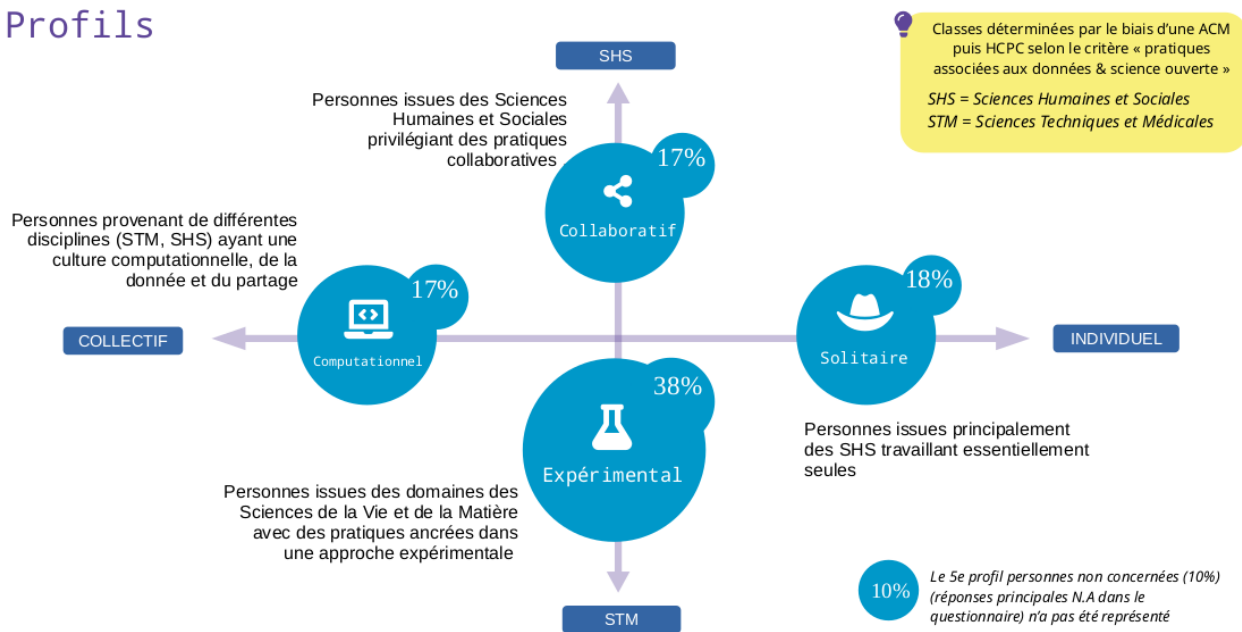 Profils
Classes déterminées par le biais d'une ACM
puis HCPC selon le critère « pratiques
associées aux données & science ouverte »
SHS = Sciences Humaines et Sociales
STM = Sciences Techniques et Médicales
SHS
Personnes issues des Sciences
Humaines et Sociales
privilégiant des pratiques
collaboratives .
17%
Collaboratif
Personnes provenant de différentes
disciplines (STM, SHS) ayant une
culture computationnelle, de la
donnée et du partage
17%
Computationnel
18%
Solitaire
COLLECTIF
INDIVIDUEL
38%
Expérimental
Personnes issues principalement
des SHS travaillant essentiellement
seules
Personnes issues des domaines des
Sciences de la Vie et de la Matière
avec des pratiques ancrées dans
une approche expérimentale
10%
Le 5e profil personnes non concernées (10%)
(réponses principales N.A dans le
questionnaire) n'a pas été représenté
STM